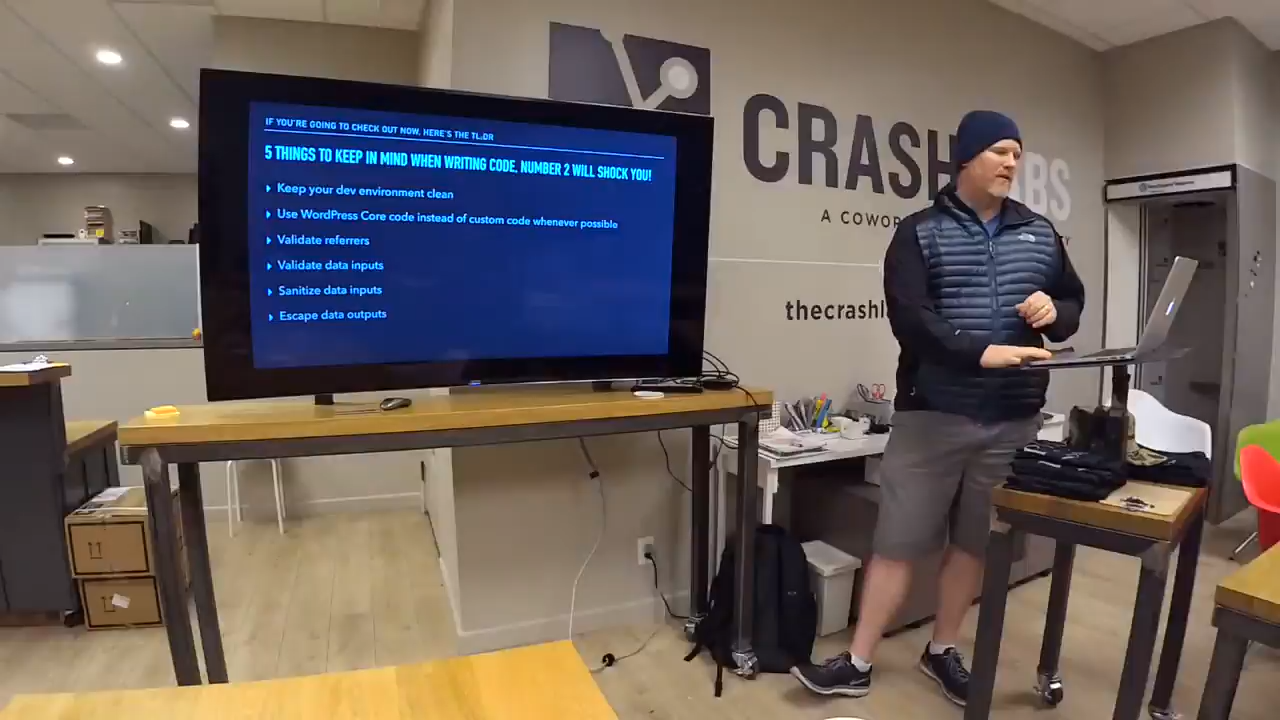 IF YOU'RE GOING TO CHECK OUT NOW, HERE'S THE TL.DR
5 THINGS TO KEEP IN MIND WHEN WRITING CODE, NUMBER 2 WILL SHOCK YOU!
Keep your dev environment clean
Use WordPress Core code instead of custom code whenever possible
Validate referrers
Validate data inputs
Sanitize data inputs
Escape data outputs
CRASH BS
A COWOR
thecrashl